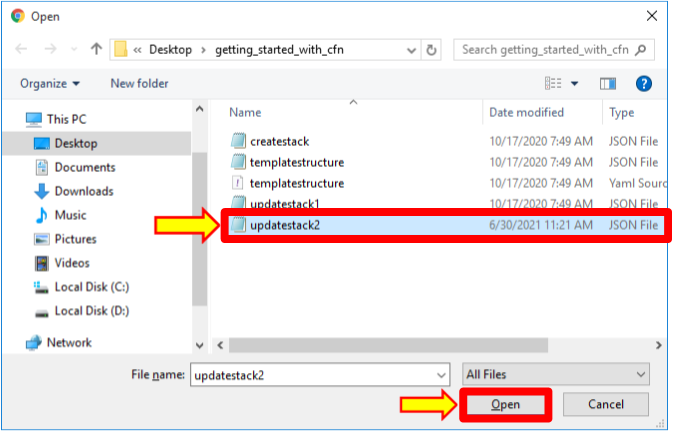 Open
« Desktop › getting_started_with_cfn
Search getting_started_with_cfn
Organize
New folder
This PC
Desktop
Documents
Downloads
Music
Pictures
Videos
Local Disk (C:)
Local Disk (D:)
Network
Name Date modified Type
createstack 10/17/2020 7:49 AM JSON File
templatestructure 10/17/2020 7:49 AM JSON File
templatestructure 10/17/2020 7:49 AM Yaml Sourc
updatestack1 10/17/2020 7:49 AM JSON File
updatestack2 6/30/2021 11:21 AM JSON File
File name: updatestack2 All Files
Open Cancel